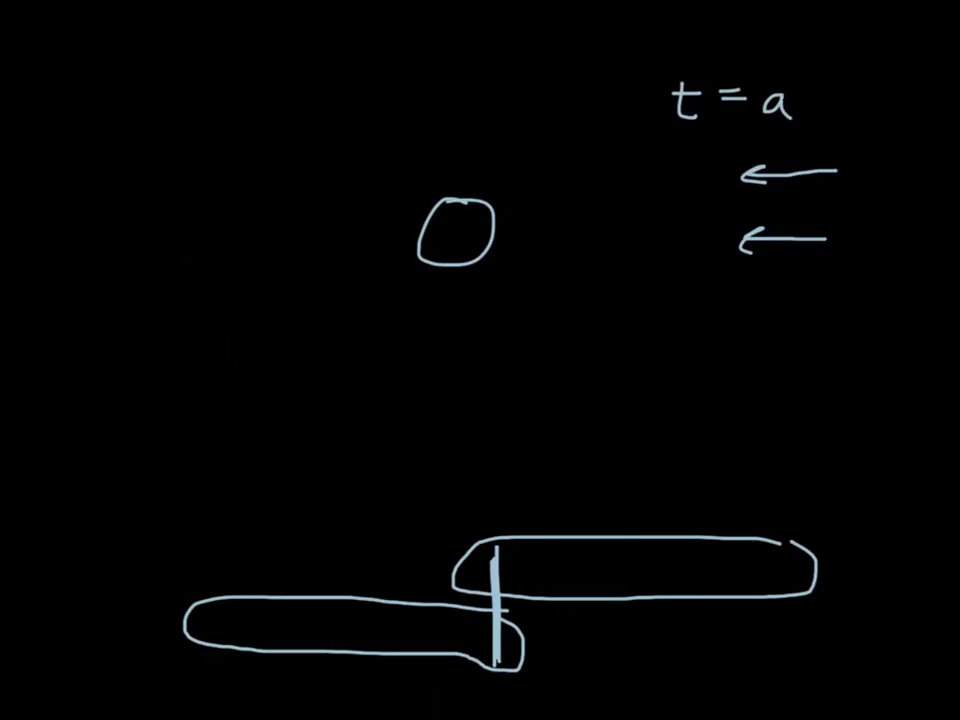 t = a